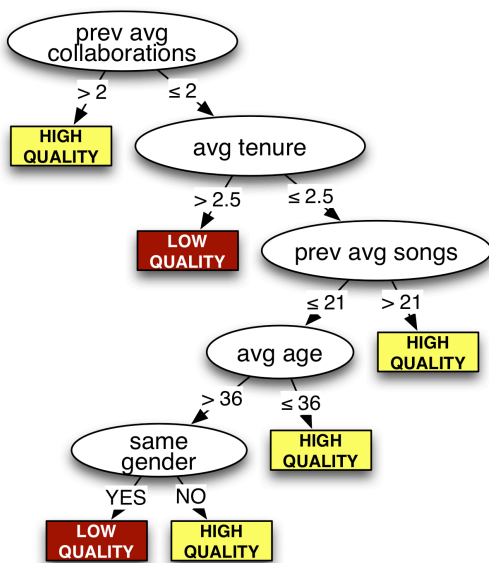 prev avg
collaborations
> 2
≤ 2
HIGH
QUALITY
avg tenure
> 2.5
≤ 2.5
LOW
QUALITY
prev avg songs
≤ 21
> 21
avg age
HIGH
QUALITY
> 36
≤ 36
same
gender
HIGH
QUALITY
YES
NO
LOW
QUALITY
HIGH
QUALITY